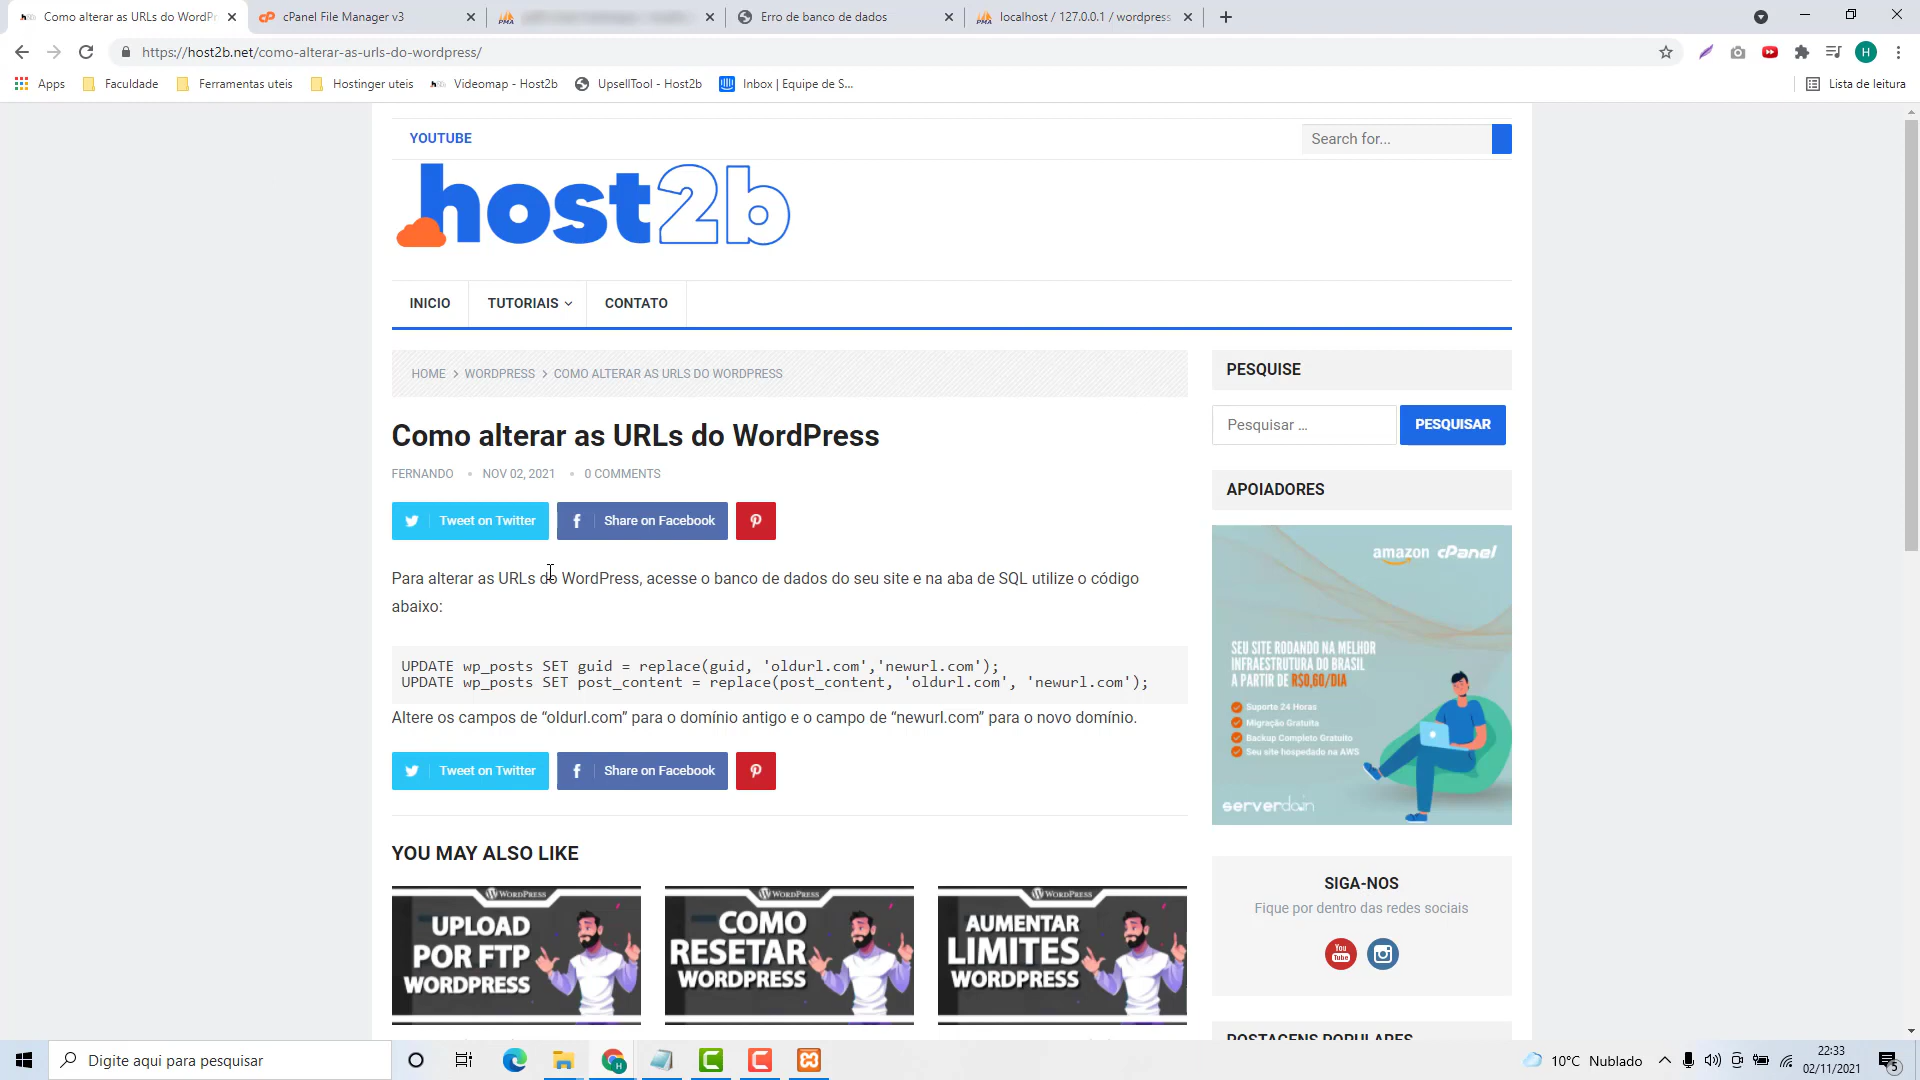 Como alterar as URLs do WordPr
cPanel File Manager v3
Erro de banco de dados
localhost / 127.0.0.1 / wordpress
https://host2b.net/como-alterar-as-urls-do-wordpress/
H
Apps
Faculdade
Ferramentas uteis
Hostinger uteis
Videomap - Host2b
UpsellTool - Host2b
Inbox | Equipe de S...
Lista de leitura
YOUTUBE
Search for...
host2b
INICIO
TUTORIAIS
CONTATO
HOME > WORDPRESS > COMO ALTERAR AS URLS DO WORDPRESS
Como alterar as URLs do WordPress
FERNANDO • NOV 02, 2021 • 0 COMMENTS
Tweet on Twitter
Share on Facebook
Para alterar as URLs do WordPress, acesse o banco de dados do seu site e na aba de SQL utilize o código
abaixo:
UPDATE wp_posts SET guid = replace(guid, 'oldurl.com','newurl.com');
UPDATE wp_posts SET post_content = replace(post_content, 'oldurl.com', 'newurl.com');
Altere os campos de “oldurl.com” para o domínio antigo e o campo de “newurl.com” para o novo domínio.
Tweet on Twitter
Share on Facebook
YOU MAY ALSO LIKE
WORDPRESS
UPLOAD
POR FTP
WORDPRESS
WORDPRESS
COMO
RESETAR
WORDPRESS
WORDPRESS
AUMENTAR
LIMITES
WORDPRESS
PESQUISE
Pesquisar …
PESQUISAR
APOIADORES
amazon cPanel
SEU SITE RODANDO NA MELHOR
INFRAESTRUTURA DO BRASIL
A PARTIR DE R$0,60/DIA
Suporte 24 Horas
Migração Gratuita
Backup Completo Gratuito
Seu site hospedado na AWS
serverdoin
SIGA-NOS
Fique por dentro das redes sociais
You
Tube
POSTAGENS POPULARES
Digite aqui para pesquisar
10°C Nublado
22:33
02/11/2021
5